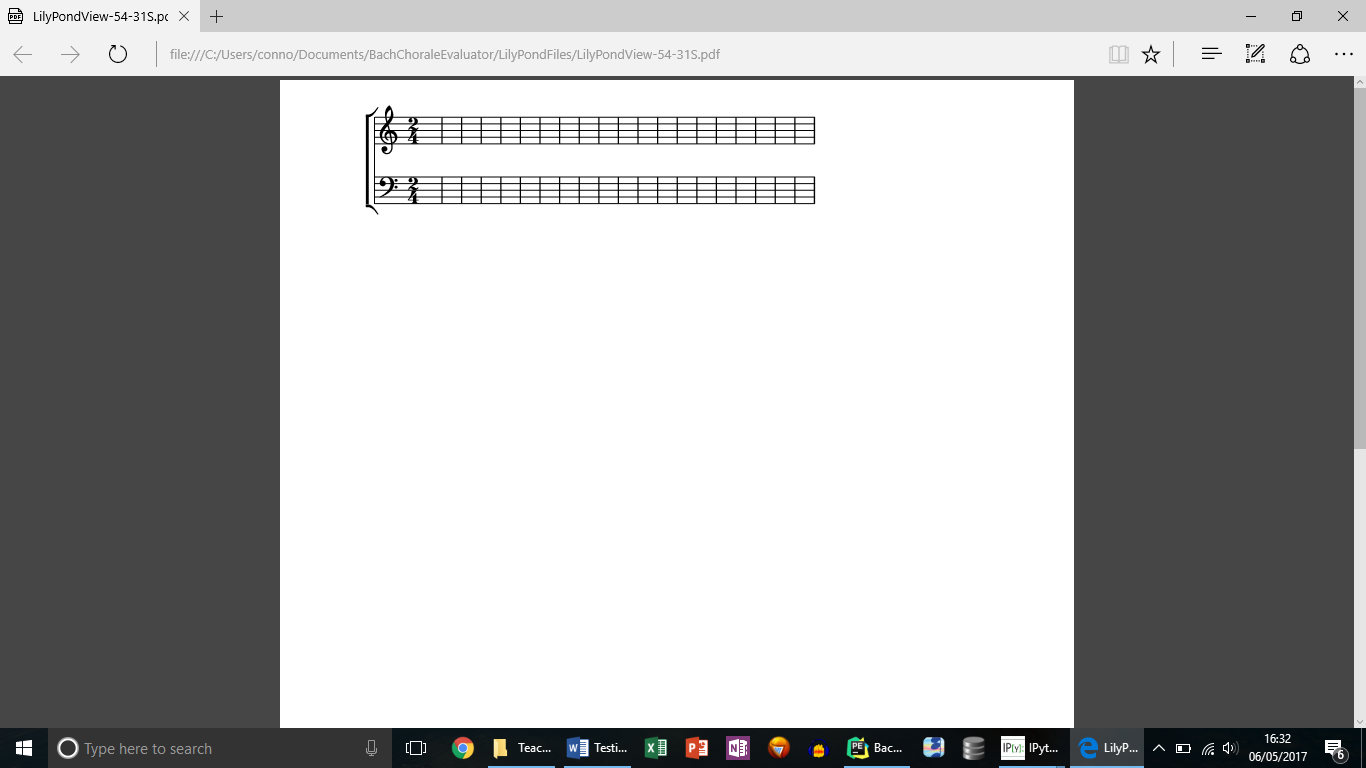 LilyPondView-54-31S.pc
file:///C:/Users/conno/Documents/BachChoraleEvaluator/LilyPondFiles/LilyPondView-54-31S.pdf
2
4
2
4
Type here to search
Teac...
Testi...
Bac...
IPyt...
LilyP...
16:32
06/05/2017
6